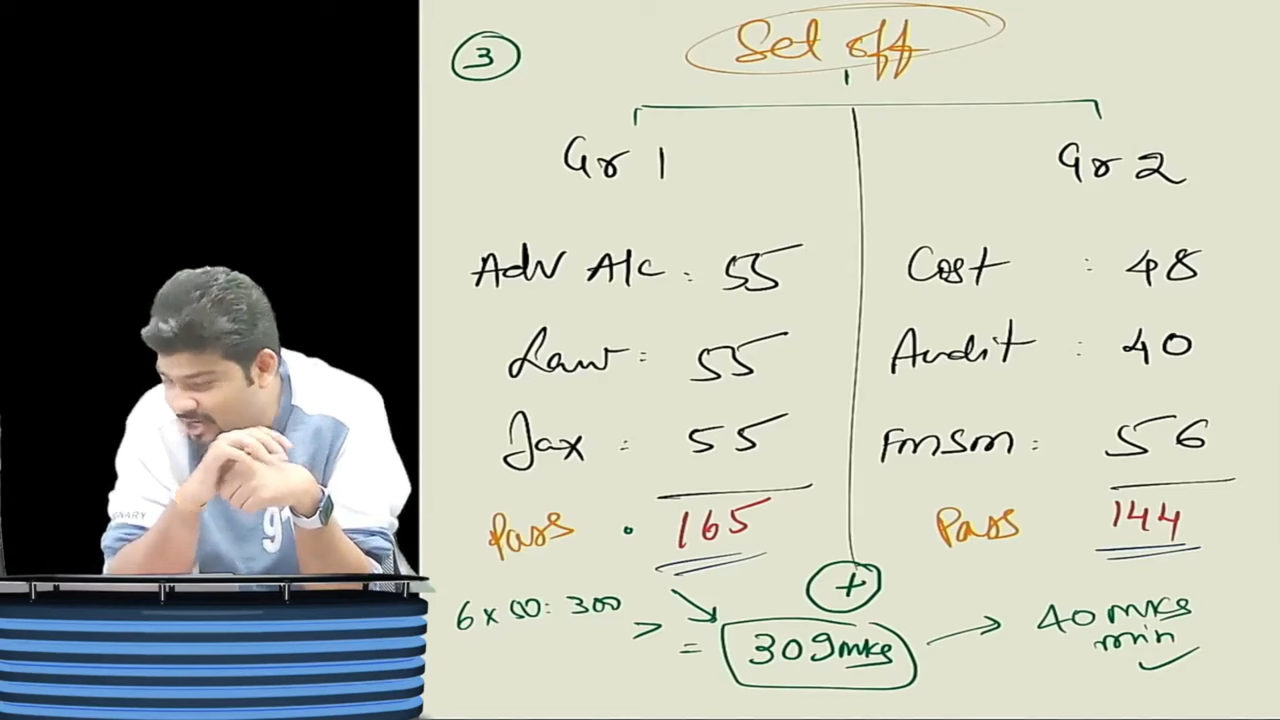 3
Set off
Gr 1
Adv A/c : 55
Law : 55
Tax : 55
Pass . 165
Gr 2
Cost : 48
Audit : 40
FMSM : 56
Pass 144
+
6 x 50 : 300 > = 309 mks → 40 mks
min ✓